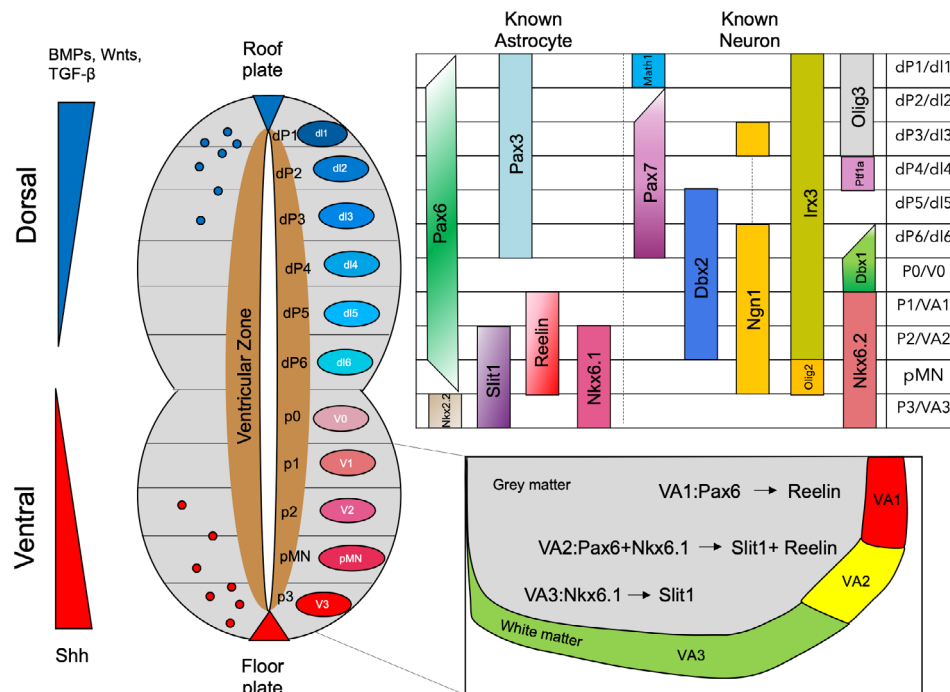 BMPs, Wnts,
TGF-β
Dorsal
Ventral
Shh
Roof
plate
Ventricular Zone
dP1
dI1
dP2
dI2
dP3
dI3
dP4
dI4
dP5
dI5
dP6
dI6
p0
V0
p1
V1
p2
V2
pMN
pMN
p3
V3
Floor
plate
Known
Astrocyte
Known
Neuron
Pax6
Nkx2.2
Slit1
Pax3
Reelin
Nkx6.1
Math1
Pax7
Dbx2
Ngn1
Irx3
Olig2
Olig3
Ptf1a
Dbx1
Nkx6.2
dP1/dI1
dP2/dI2
dP3/dI3
dP4/dI4
dP5/dI5
dP6/dI6
P0/V0
P1/VA1
P2/VA2
pMN
P3/VA3
Grey matter
VA1:Pax6 → Reelin
VA2:Pax6+Nkx6.1 → Slit1+ Reelin
VA3:Nkx6.1 → Slit1
White matter
VA1
VA2
VA3